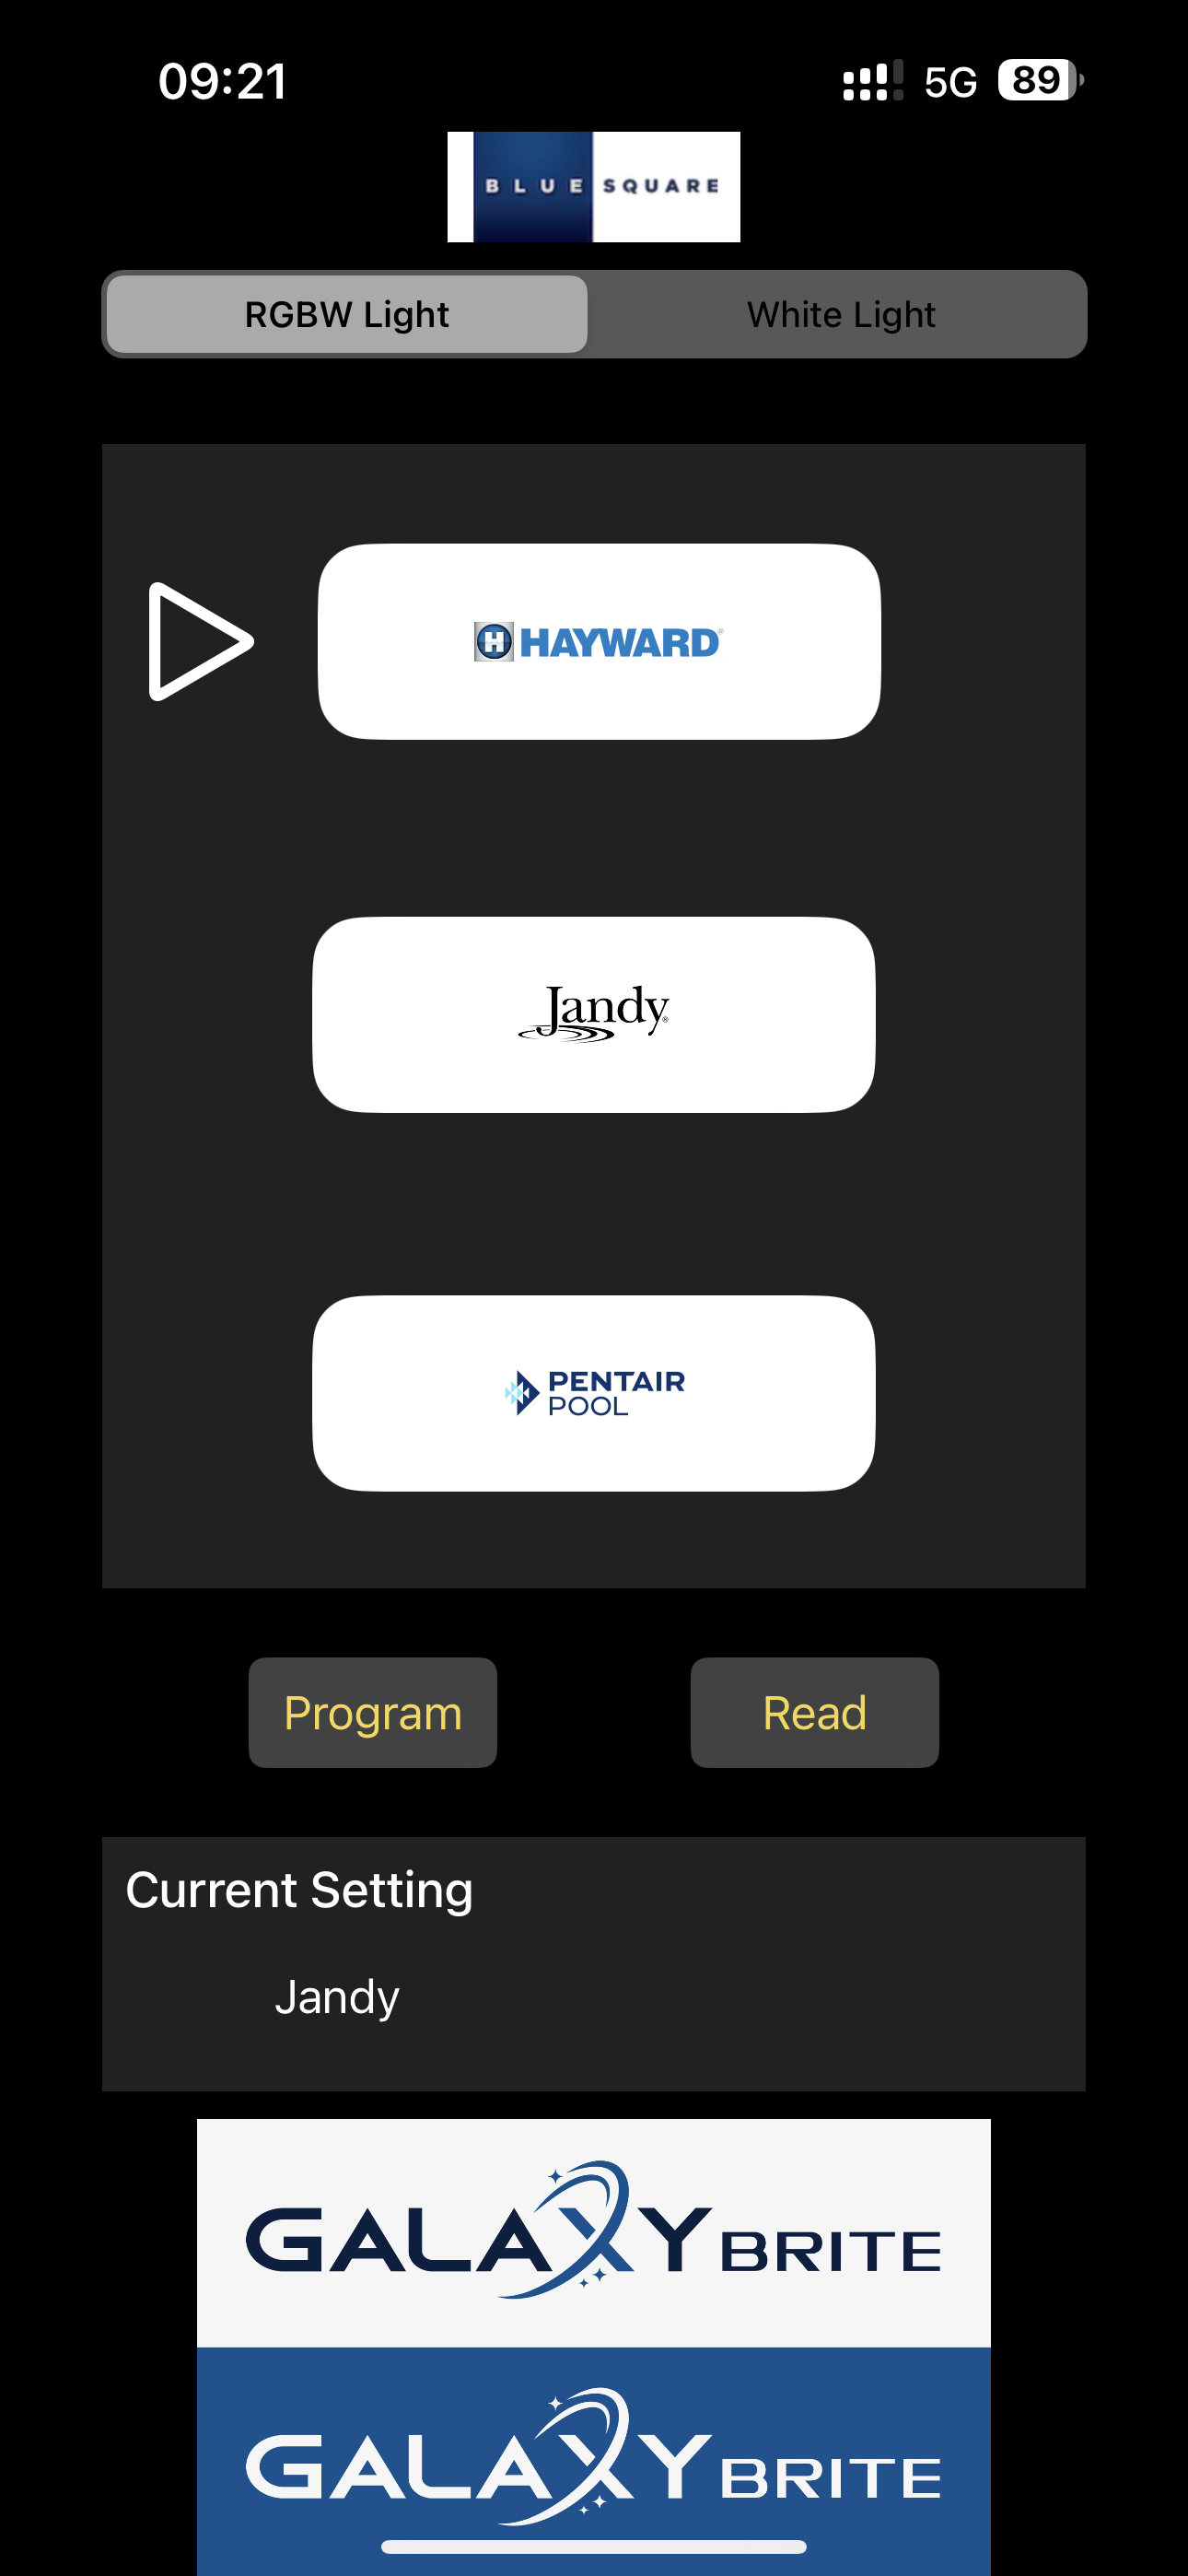 09:21 5G 89
BLUE SQUARE
RGBW Light White Light
H HAYWARD®
Jandy®
PENTAIR
POOL
Program Read
Current Setting
Jandy
GALAXY BRITE
GALAXY BRITE